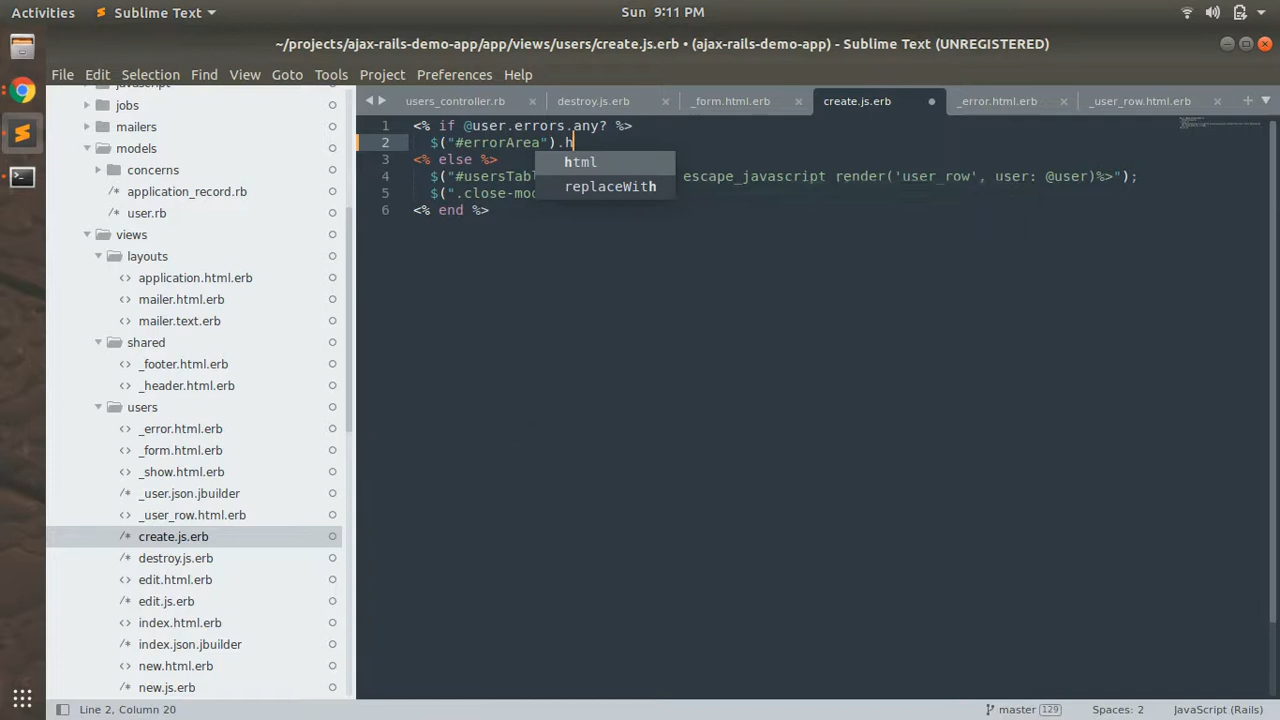 Activities Sublime Text Sun 9:11 PM
~/projects/ajax-rails-demo-app/app/views/users/create.js.erb • (ajax-rails-demo-app) - Sublime Text (UNREGISTERED)
File Edit Selection Find View Goto Tools Project Preferences Help
javascript
jobs
mailers
models
concerns
application_record.rb
user.rb
views
layouts
application.html.erb
mailer.html.erb
mailer.text.erb
shared
_footer.html.erb
_header.html.erb
users
_error.html.erb
_form.html.erb
_show.html.erb
_user.json.jbuilder
_user_row.html.erb
create.js.erb
destroy.js.erb
edit.html.erb
edit.js.erb
index.html.erb
index.json.jbuilder
new.html.erb
new.js.erb
users_controller.rb destroy.js.erb _form.html.erb create.js.erb _error.html.erb _user_row.html.erb
1 <% if @user.errors.any? %>
2 $("#errorArea").h
3 <% else %>
4 $("#usersTabl escape_javascript render('user_row', user: @user)%>");
5 $(".close-mo
6 <% end %>
html
replaceWith
Line 2, Column 20 master 129 Spaces: 2 JavaScript (Rails)